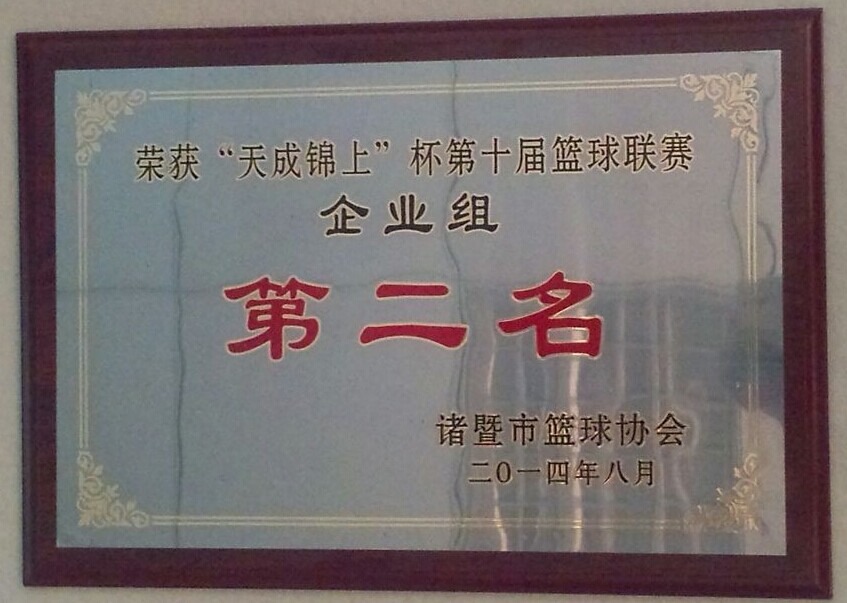 荣获“天成锦上”杯第十届篮球联赛
企业组
第二名
诸暨市篮球协会
二〇一四年八月